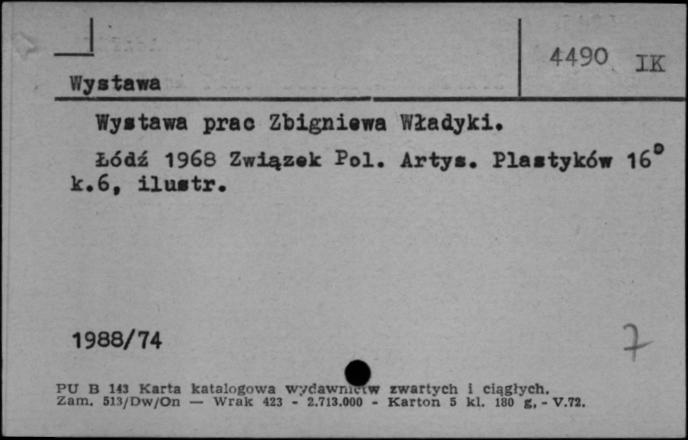 4490 IK
Wystawa
Wystawa prac Zbigniewa Władyki.
Łódź 1968 Związek Pol. Artys. Plastyków 16°
k.6, ilustr.
1988/74
7
PU B 143 Karta katalogowa wydawnictw zwartych i ciągłych.
Zam. 513/Dw/On — Wrak 423 - 2.713.000 - Karton 5 kl. 180 g, - V.72.